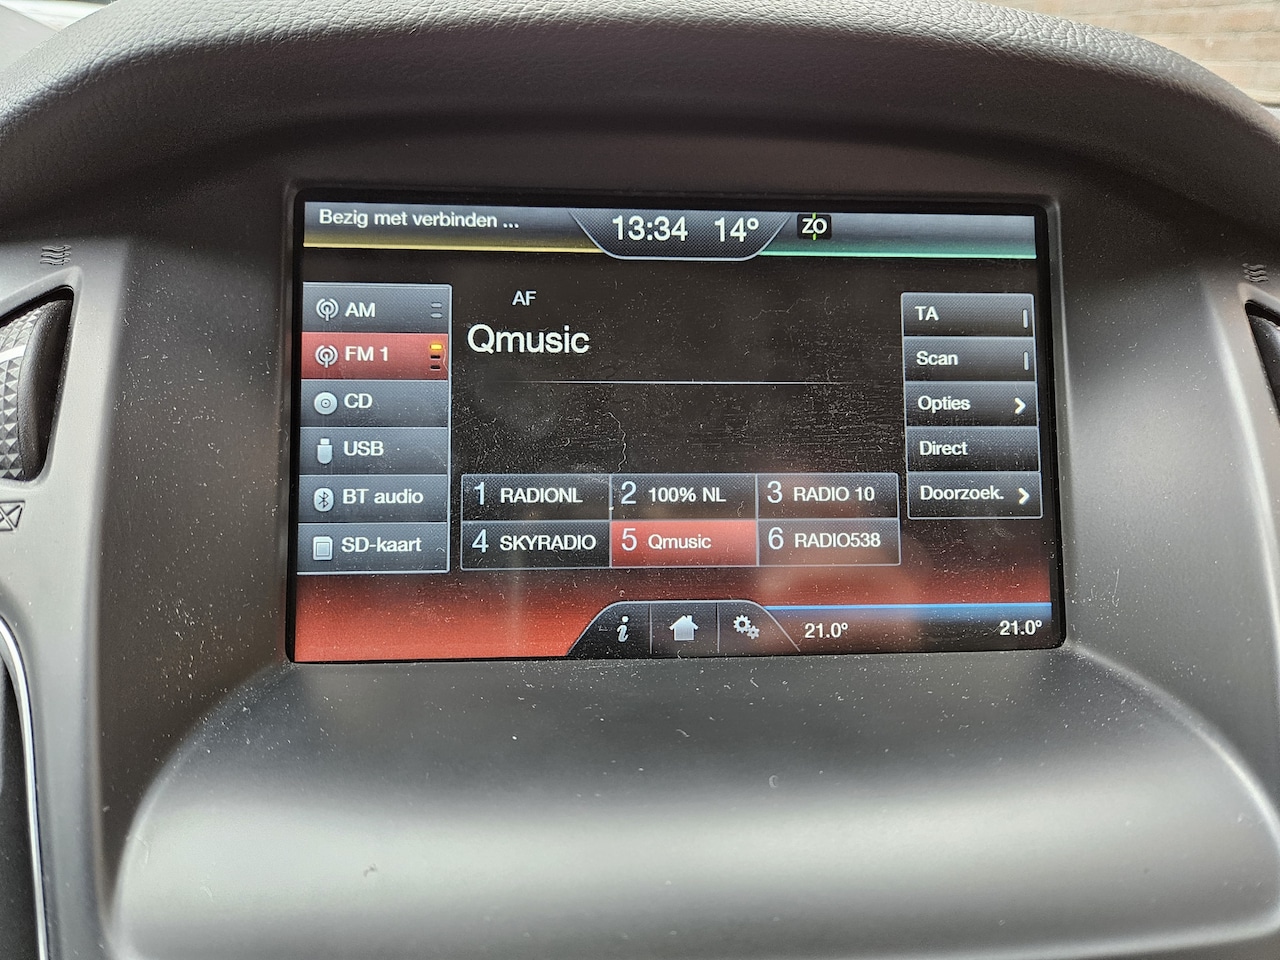 Bezig met verbinden ...
13:34 14°
ZO
AM
FM 1
CD
USB
BT audio
SD-kaart
AF
Qmusic
1 RADIONL
2 100% NL
3 RADIO 10
4 SKYRADIO
5 Qmusic
6 RADIO538
TA
Scan
Opties
Direct
Doorzoek.
i
21.0°
21.0°